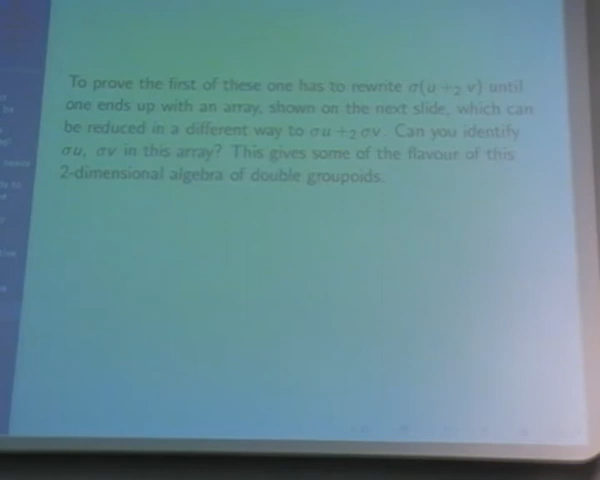 To prove the first of these one has to rewrite σ(u +₂ v) until
one ends up with an array, shown on the next slide, which can
be reduced in a different way to σu +₂ σv. Can you identify
σu, σv in this array? This gives some of the flavour of this
2-dimensional algebra of double groupoids.